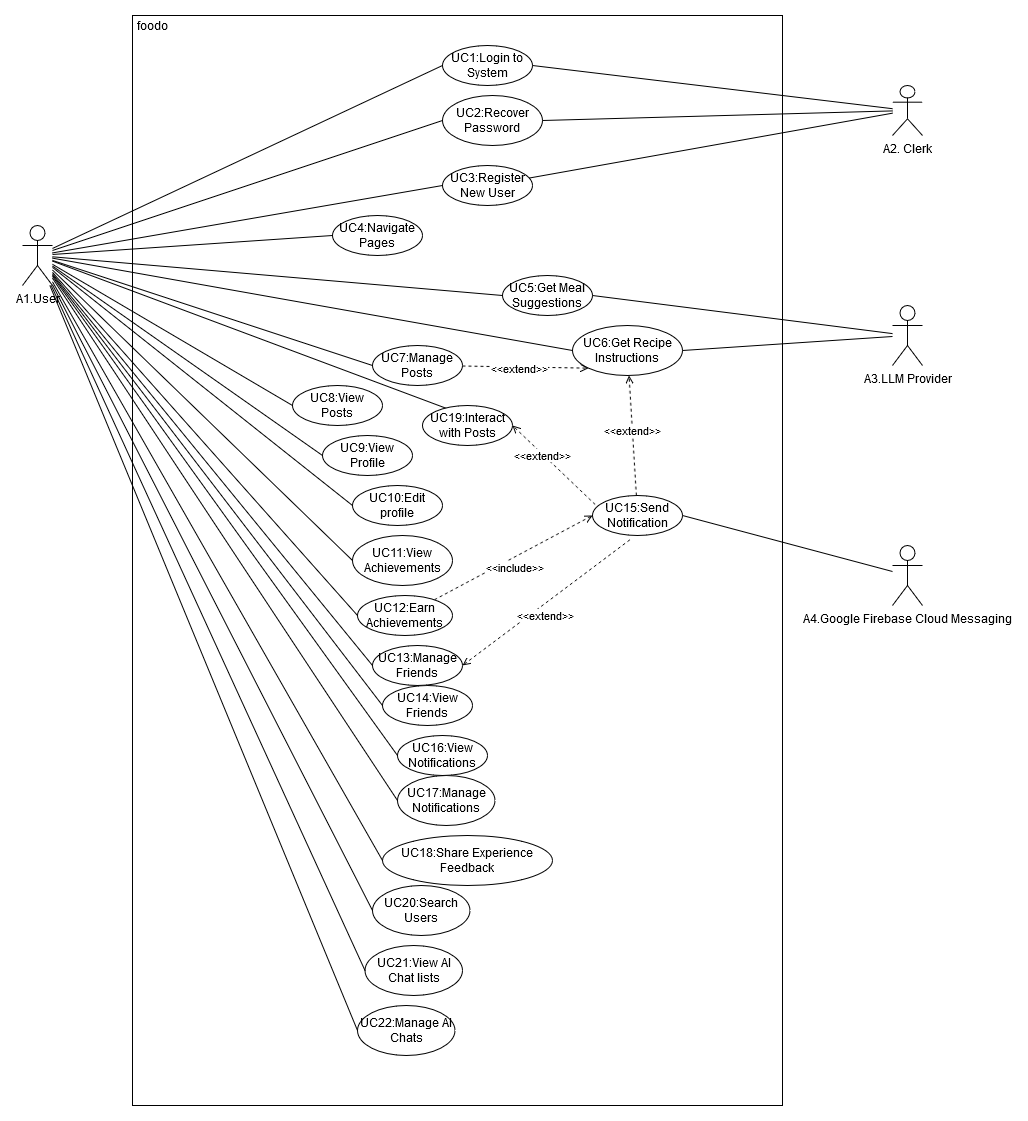 foodo
UC1:Login to
System
UC2:Recover
Password
A2. Clerk
UC3:Register
New User
UC4:Navigate
Pages
A1.User
UC5:Get Meal
Suggestions
UC6:Get Recipe
Instructions
UC7:Manage
Posts
<<extend>>
A3.LLM Provider
UC8:View
Posts
UC19:Interact
with Posts
<<extend>>
UC9:View
Profile
<<extend>>
UC10:Edit
profile
UC15:Send
Notification
UC11:View
Achievements
<<include>>
UC12:Earn
Achievements
<<extend>>
A4.Google Firebase Cloud Messaging
UC13:Manage
Friends
UC14:View
Friends
UC16:View
Notifications
UC17:Manage
Notifications
UC18:Share Experience
Feedback
UC20:Search
Users
UC21:View AI
Chat lists
UC22:Manage AI
Chats